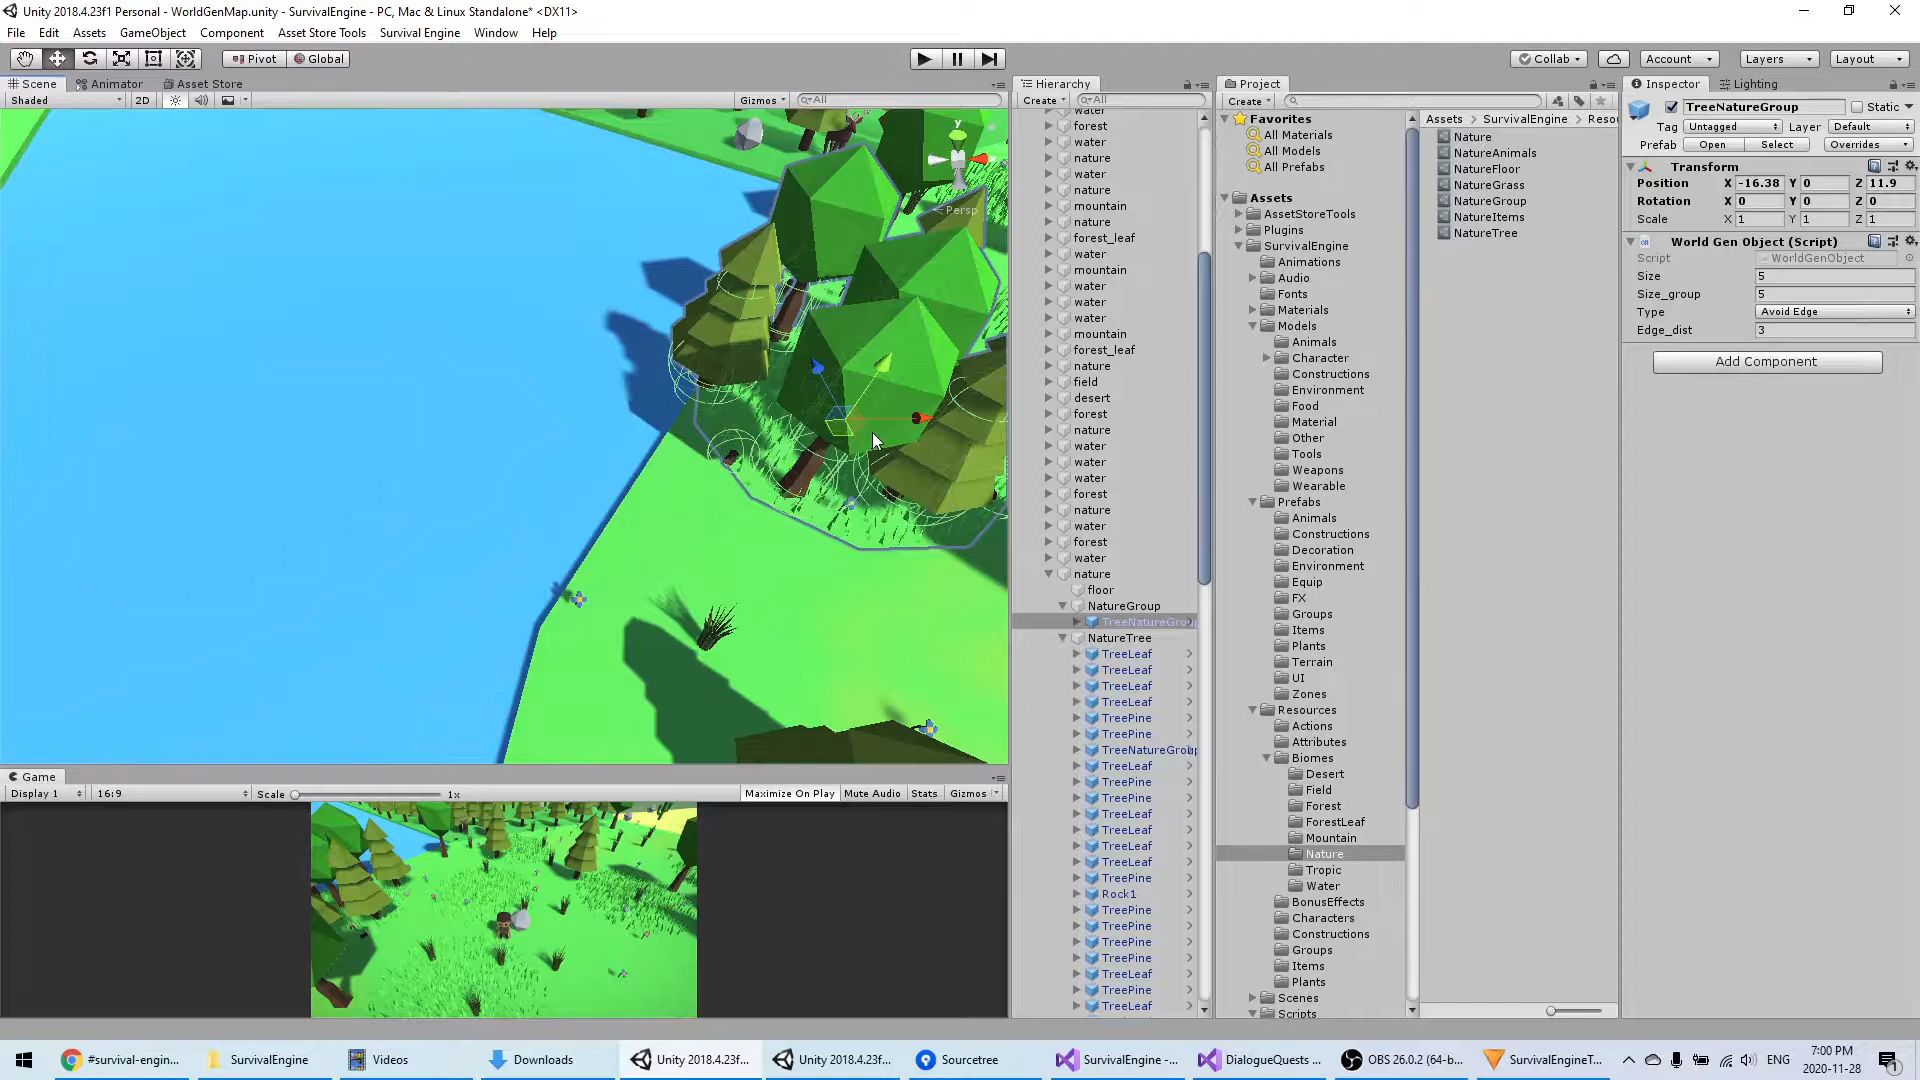 Unity 2018.4.23f1 Personal - WorldGenMap.unity - SurvivalEngine - PC, Mac & Linux Standalone* <DX11>
File Edit Assets GameObject Component Asset Store Tools Survival Engine Window Help
Pivot Global
Collab Account Layers Layout
Scene Animator Asset Store
Shaded 2D Gizmos All
y
Persp
Game
Display 1 16:9 Scale 1x Maximize On Play Mute Audio Stats Gizmos
Hierarchy
Create All
water
forest
water
nature
water
nature
mountain
nature
forest_leaf
water
mountain
water
water
water
mountain
forest_leaf
nature
field
desert
forest
nature
water
water
water
forest
nature
water
forest
water
nature
floor
NatureGroup
TreeNatureGroup
NatureTree
TreeLeaf
TreeLeaf
TreeLeaf
TreeLeaf
TreePine
TreePine
TreeNatureGroup
TreeLeaf
TreePine
TreePine
TreeLeaf
TreeLeaf
TreeLeaf
TreeLeaf
TreePine
Rock1
TreePine
TreePine
TreePine
TreePine
TreeLeaf
TreePine
TreeLeaf
Project
Create
Favorites
All Materials
All Models
All Prefabs
Assets
AssetStoreTools
Plugins
SurvivalEngine
Animations
Audio
Fonts
Materials
Models
Animals
Character
Constructions
Environment
Food
Material
Other
Tools
Weapons
Wearable
Prefabs
Animals
Constructions
Decoration
Environment
Equip
FX
Groups
Items
Plants
Terrain
UI
Zones
Resources
Actions
Attributes
Biomes
Desert
Field
Forest
ForestLeaf
Mountain
Nature
Tropic
Water
BonusEffects
Characters
Constructions
Groups
Items
Plants
Scenes
Scripts
Assets > SurvivalEngine > Resou
Nature
NatureAnimals
NatureFloor
NatureGrass
NatureGroup
NatureItems
NatureTree
Inspector Lighting
TreeNatureGroup Static
Tag Untagged Layer Default
Prefab Open Select Overrides
Transform
Position X -16.38 Y 0 Z 11.9
Rotation X 0 Y 0 Z 0
Scale X 1 Y 1 Z 1
World Gen Object (Script)
Script WorldGenObject
Size 5
Size_group 5
Type Avoid Edge
Edge_dist 3
Add Component
#survival-engin... SurvivalEngine Videos Downloads Unity 2018.4.23f... Unity 2018.4.23f... Sourcetree SurvivalEngine -... DialogueQuests ... OBS 26.0.2 (64-b... SurvivalEngineT... ENG 7:00 PM
2020-11-28 1